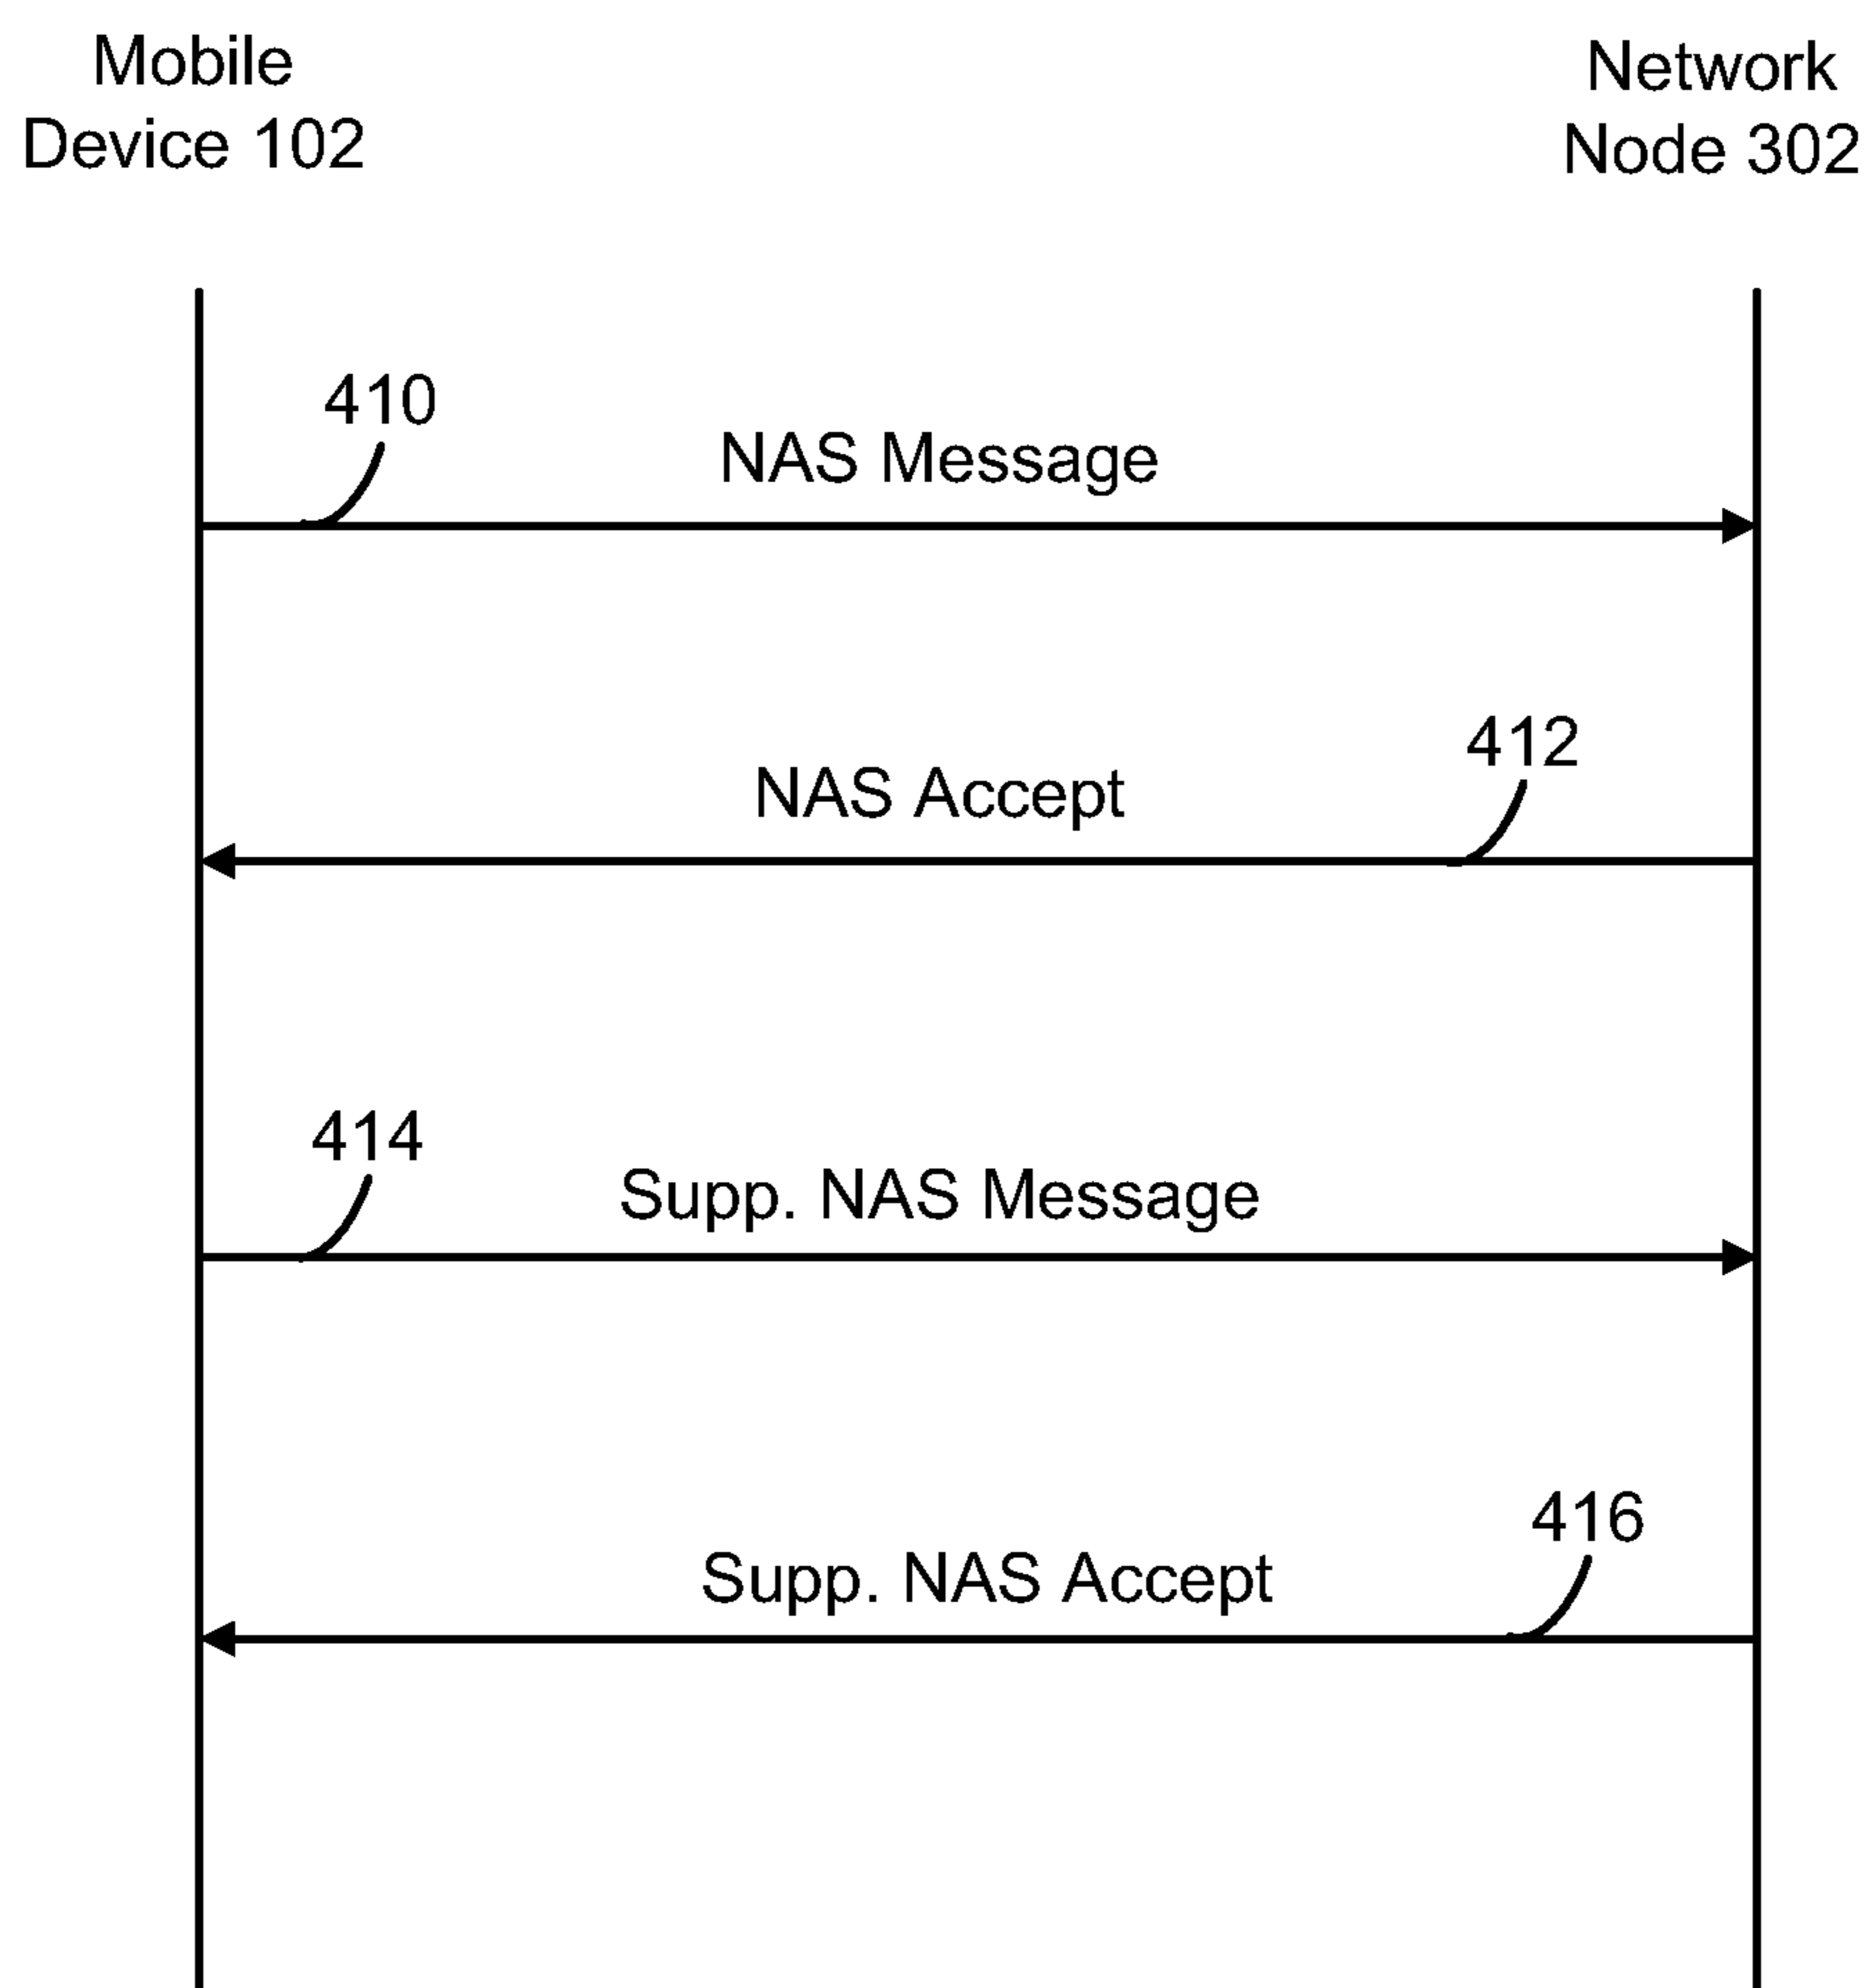 Mobile
Device 102
Network
Node 302
410
NAS Message
412
NAS Accept
414
Supp. NAS Message
416
Supp. NAS Accept